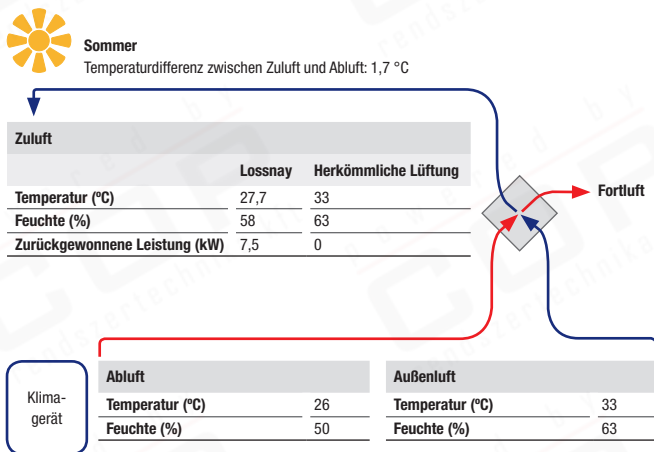 Sommer
Temperaturdifferenz zwischen Zuluft und Abluft: 1,7 °C
Zuluft
Lossnay Herkömmliche Lüftung
Temperatur (ºC) 27,7 33
Feuchte (%) 58 63
Zurückgewonnene Leistung (kW) 7,5 0
Fortluft
Klima-
gerät
Abluft
Temperatur (ºC) 26
Feuchte (%) 50
Außenluft
Temperatur (ºC) 33
Feuchte (%) 63